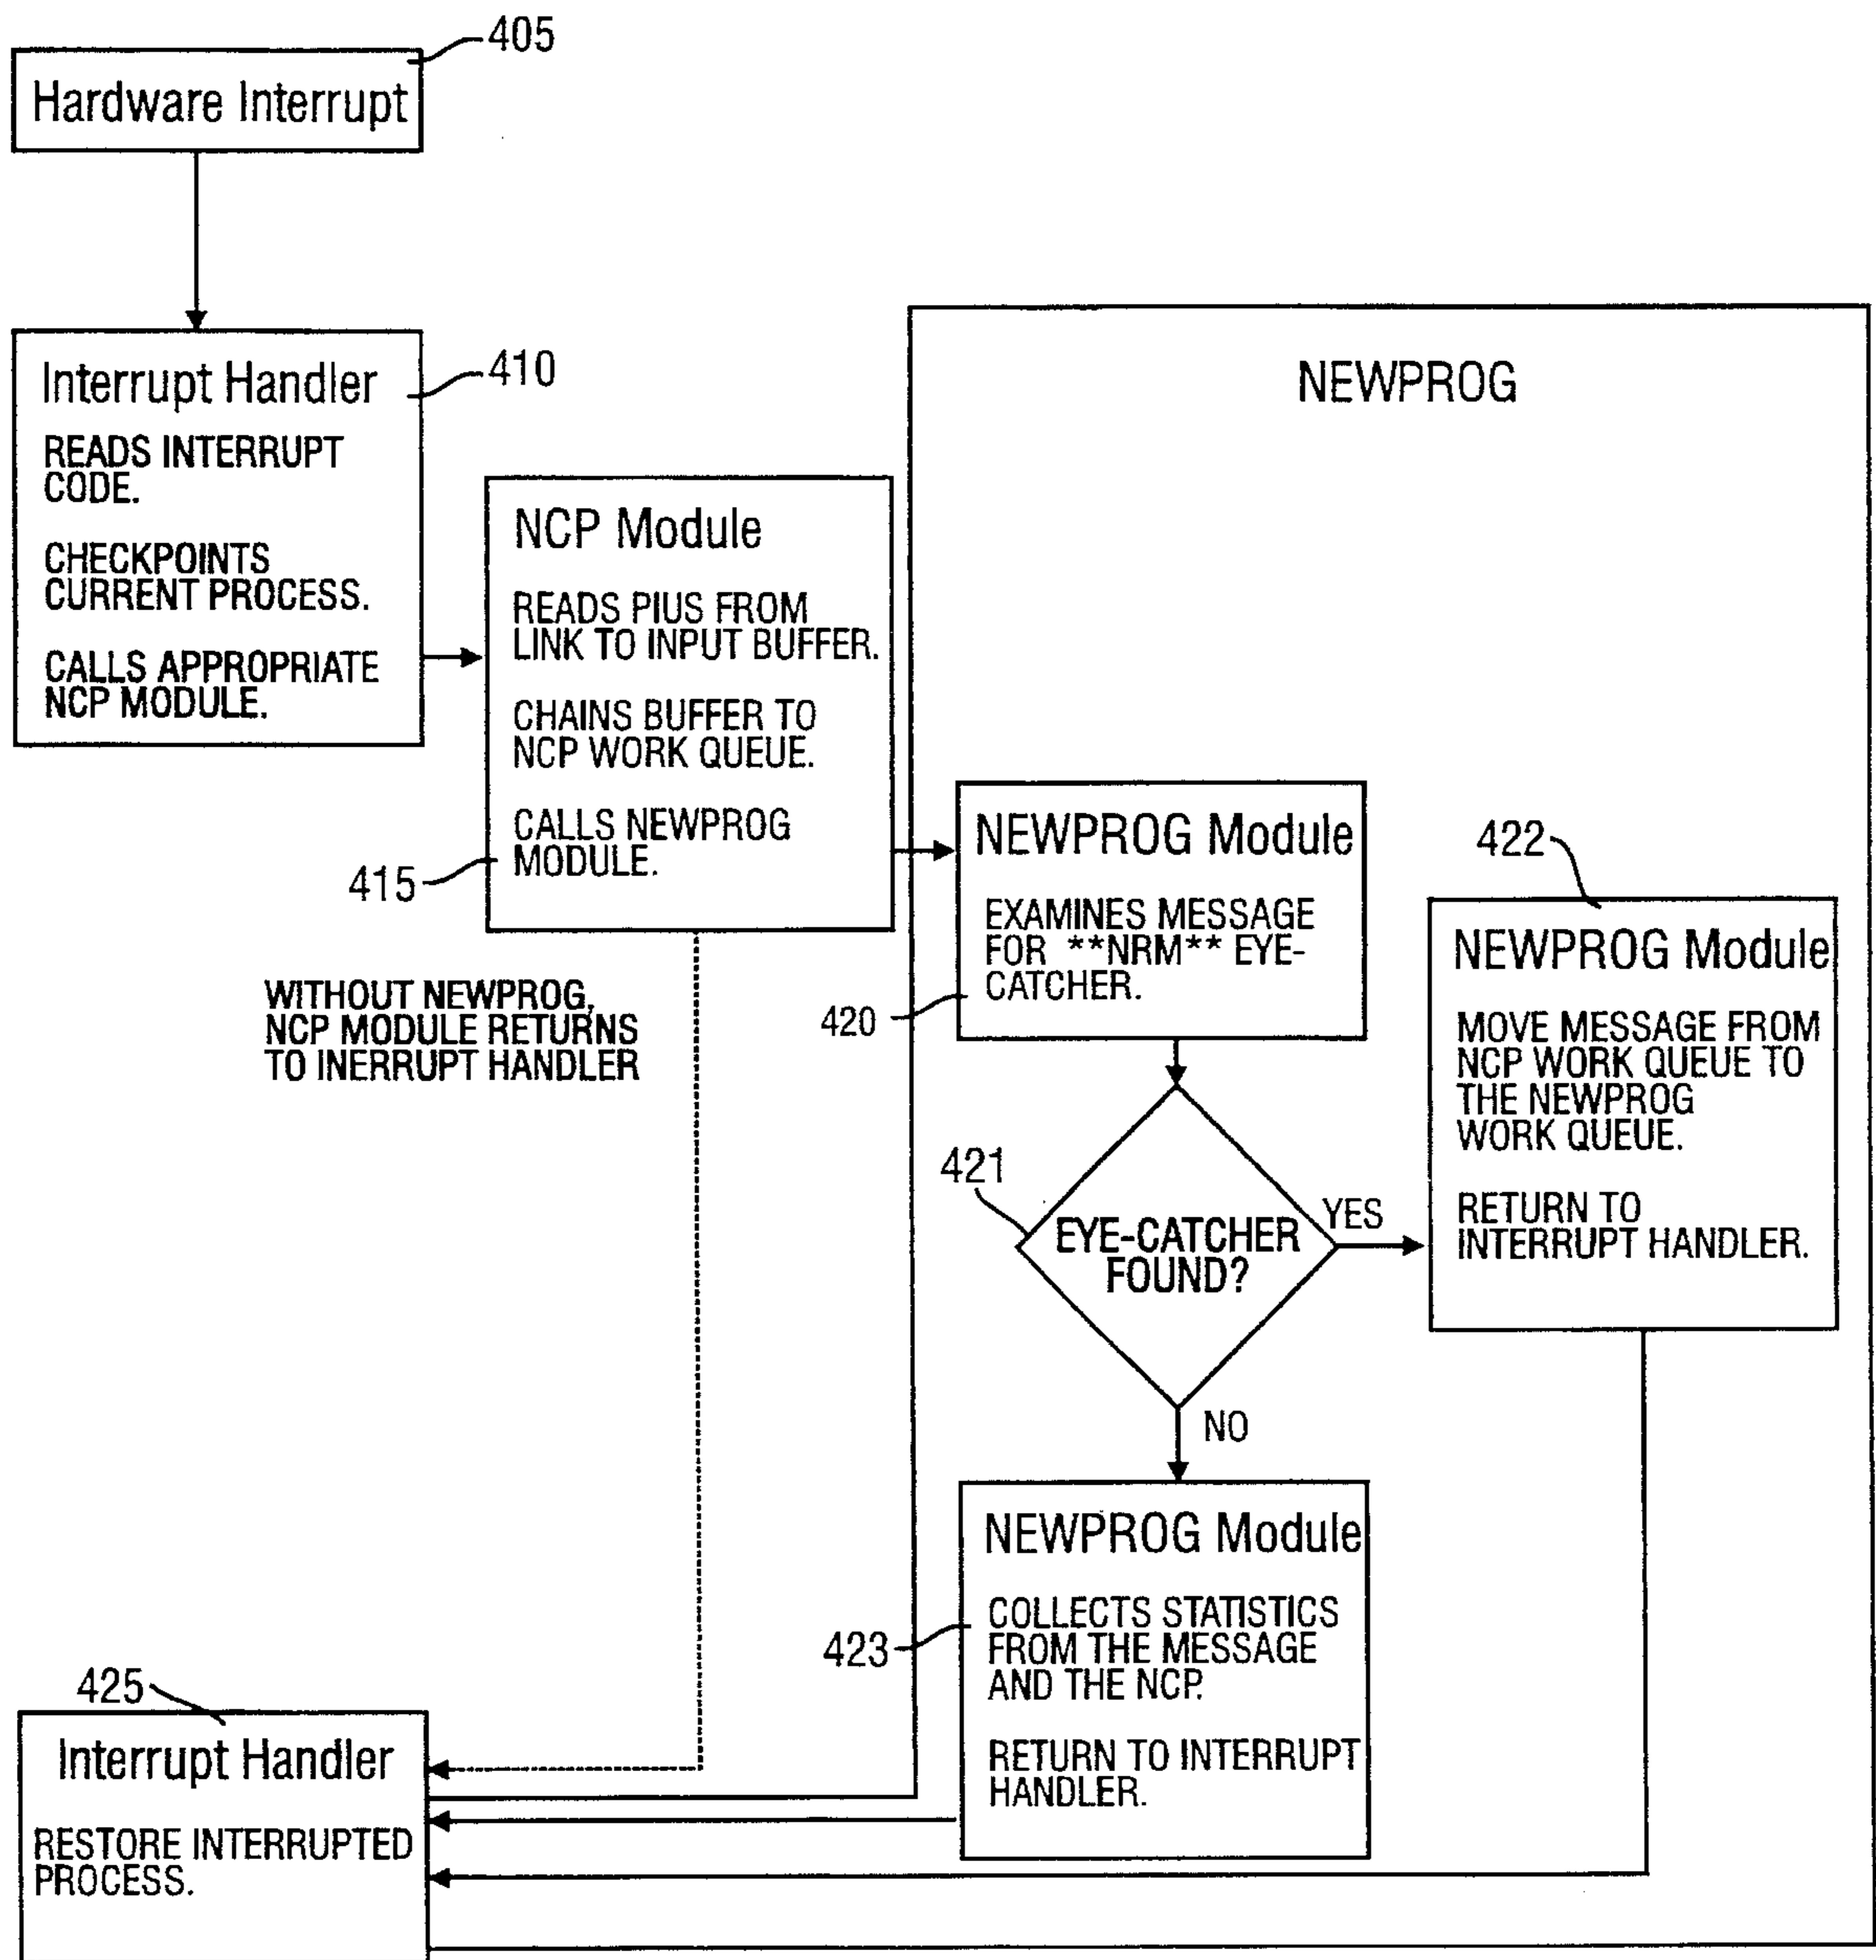 405
Hardware Interrupt
Interrupt Handler
410
READS INTERRUPT
CODE.
CHECKPOINTS
CURRENT PROCESS.
CALLS APPROPRIATE
NCP MODULE.
NEWPROG
NCP Module
READS PIUS FROM
LINK TO INPUT BUFFER.
CHAINS BUFFER TO
NCP WORK QUEUE.
CALLS NEWPROG
MODULE.
415
WITHOUT NEWPROG,
NCP MODULE RETURNS
TO INERRUPT HANDLER
NEWPROG Module
EXAMINES MESSAGE
FOR **NRM** EYE-
CATCHER.
420
422
NEWPROG Module
MOVE MESSAGE FROM
NCP WORK QUEUE TO
THE NEWPROG
WORK QUEUE.
RETURN TO
INTERRUPT HANDLER.
421
EYE-CATCHER
FOUND?
YES
NO
NEWPROG Module
COLLECTS STATISTICS
FROM THE MESSAGE
AND THE NCP.
423
RETURN TO INTERRUPT
HANDLER.
425
Interrupt Handler
RESTORE INTERRUPTED
PROCESS.